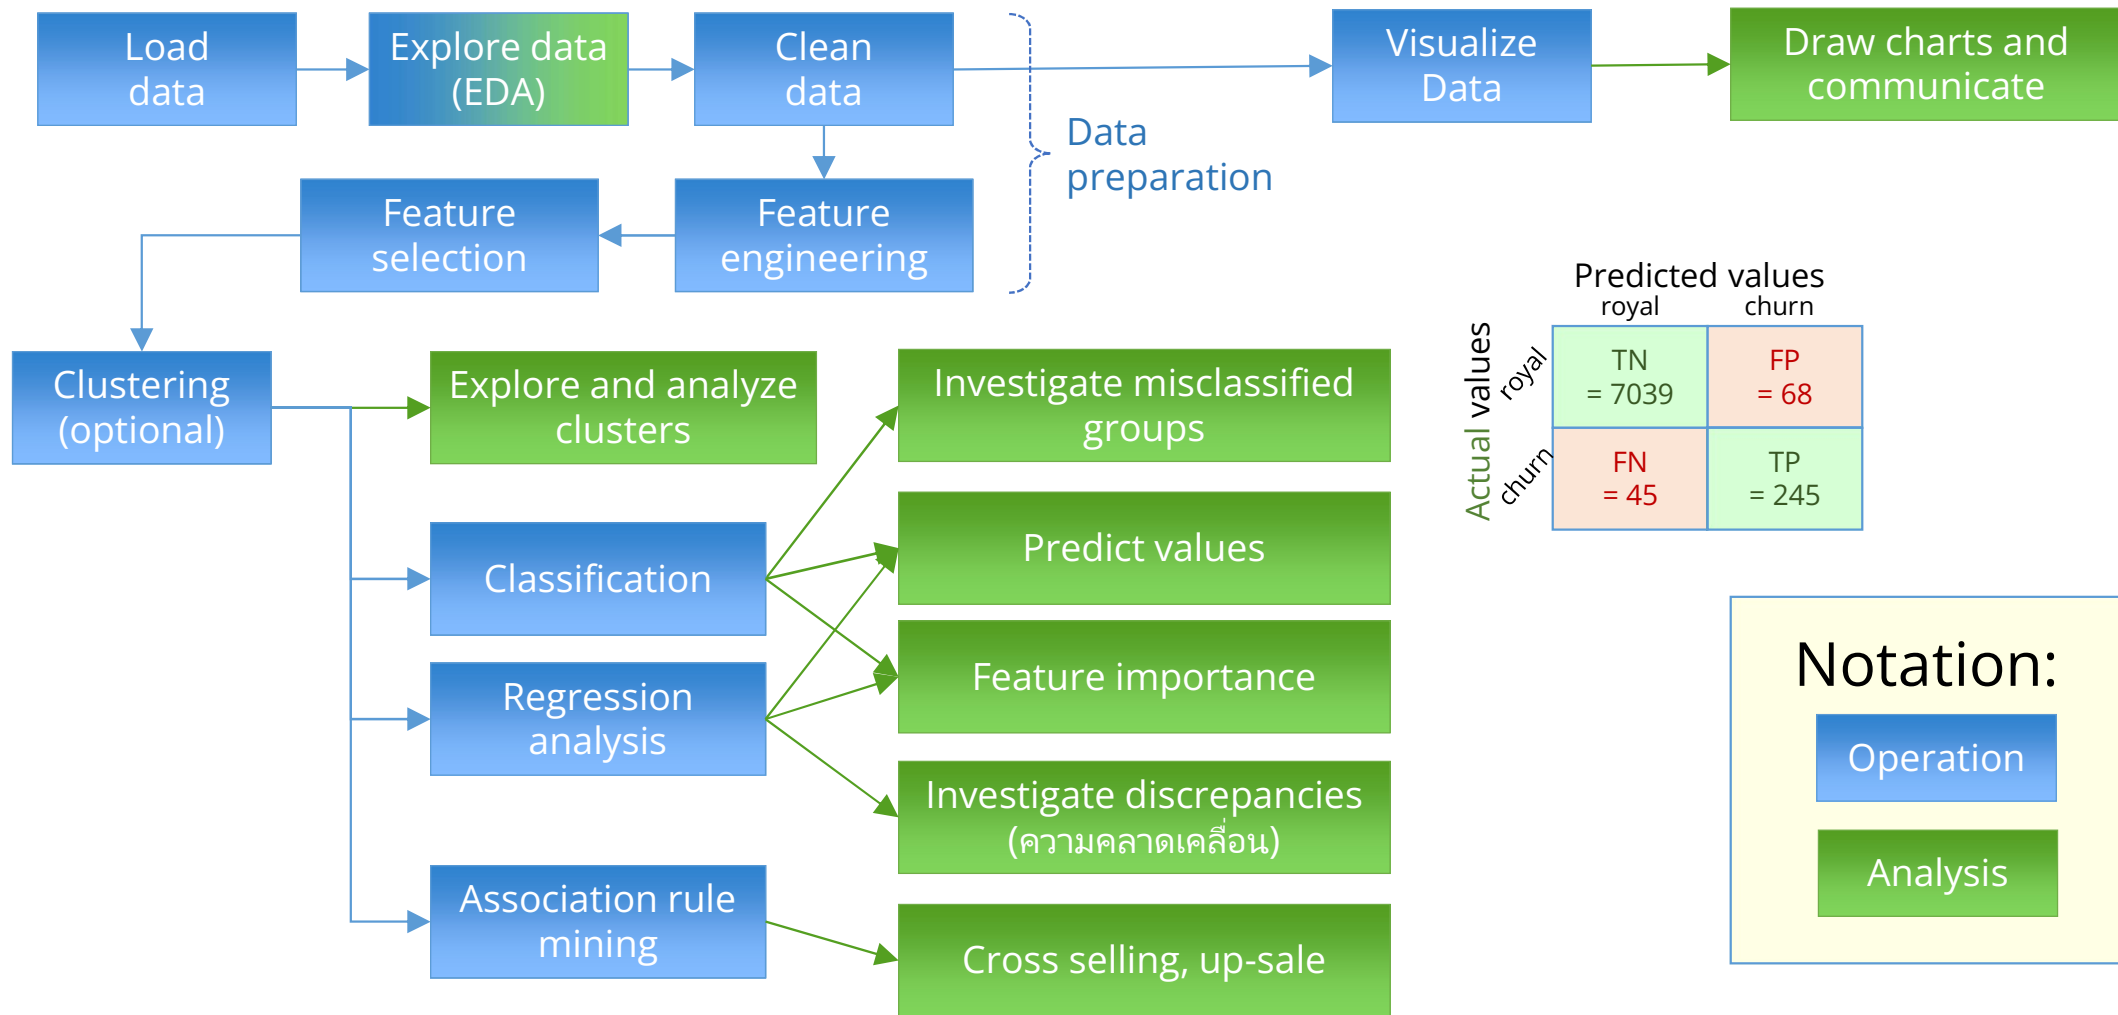 Load
data
Explore data
(EDA)
Clean
data
Visualize
Data
Draw charts and
communicate
Data
preparation
Feature
selection
Feature
engineering
Predicted values
royal
churn
Actual values
royal
churn
TN
= 7039
FP
= 68
FN
= 45
TP
= 245
Clustering
(optional)
Explore and analyze
clusters
Investigate misclassified
groups
Classification
Predict values
Regression
analysis
Feature importance
Investigate discrepancies
(ความคลาดเคลื่อน)
Association rule
mining
Cross selling, up-sale
Notation:
Operation
Analysis